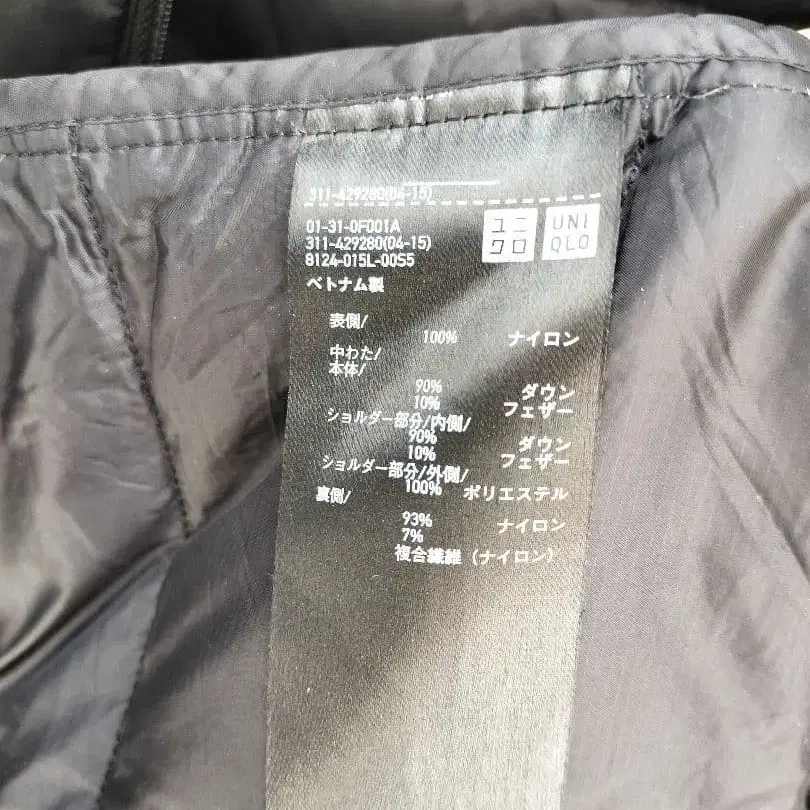 311-429280(04-15)
01-31-0F001A
311-429280(04-15)
8124-015L-00S5
ベトナム製
ユニ
クロ
UNI
QLO
表側/
100% ナイロン
中わた/
本体/
90% ダウン
10% フェザー
ショルダー部分/内側/
90% ダウン
10% フェザー
ショルダー部分/外側/
100% ポリエステル
裏側/
93% ナイロン
7%
複合繊維(ナイロン)